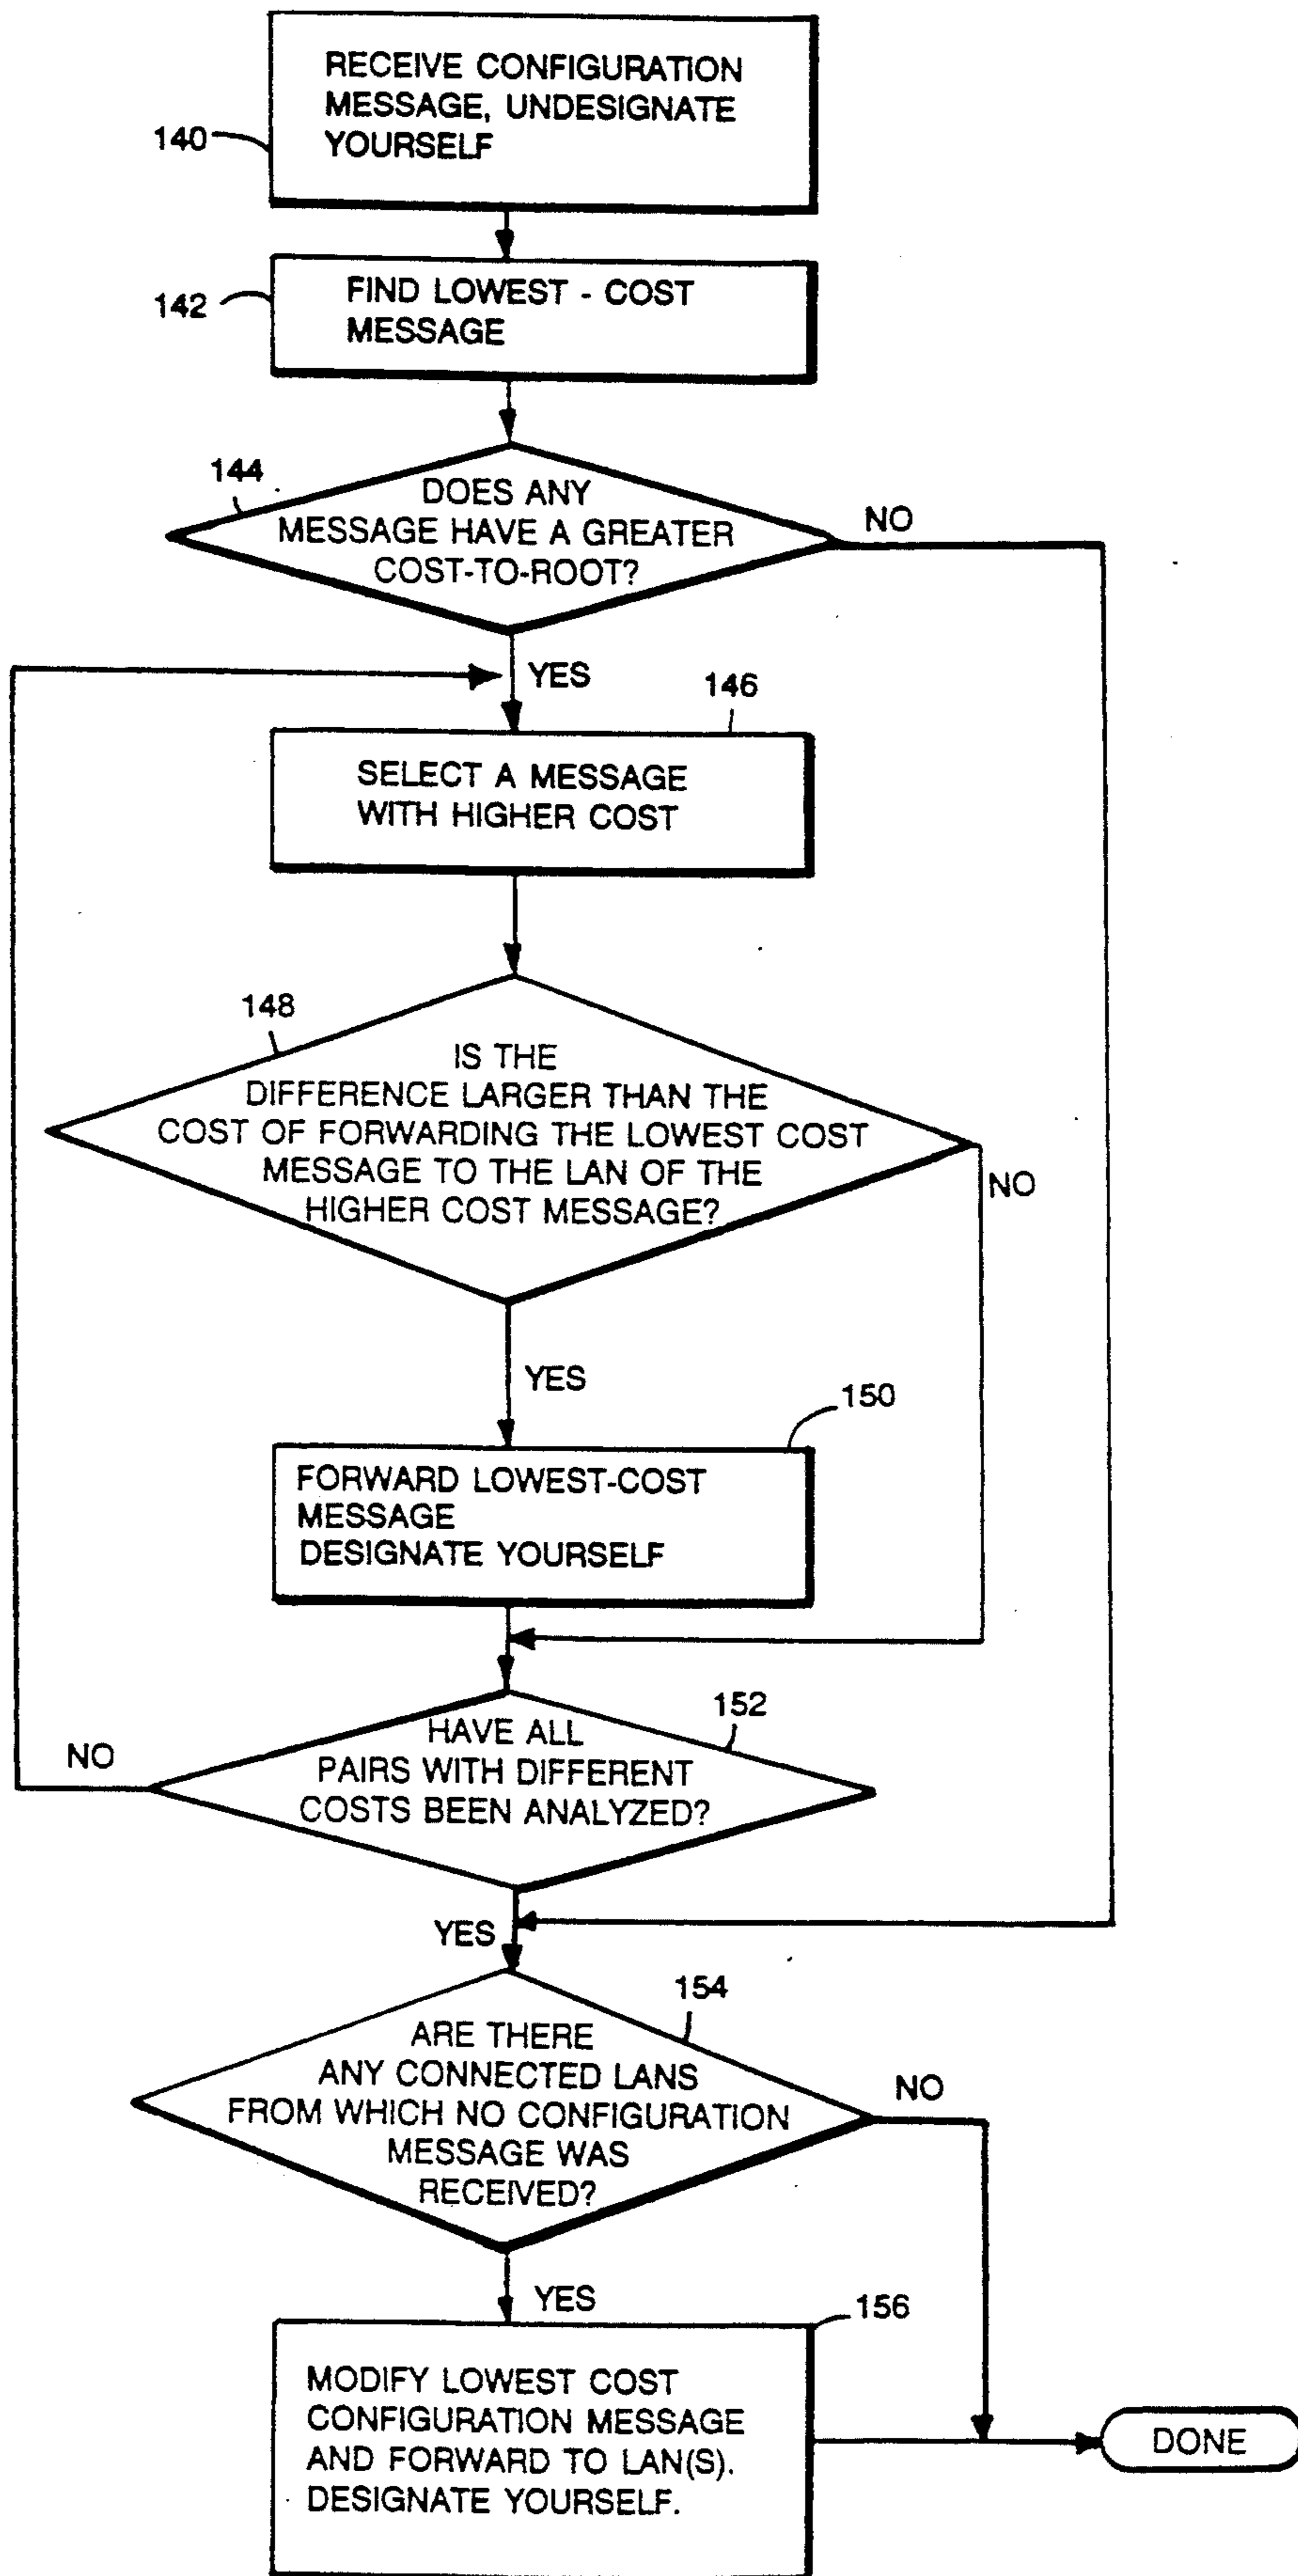 RECEIVE CONFIGURATION
MESSAGE, UNDESIGNATE
YOURSELF
140
FIND LOWEST - COST
MESSAGE
142
144
DOES ANY
MESSAGE HAVE A GREATER
COST-TO-ROOT?
NO
YES
146
SELECT A MESSAGE
WITH HIGHER COST
148
IS THE
DIFFERENCE LARGER THAN THE
COST OF FORWARDING THE LOWEST COST
MESSAGE TO THE LAN OF THE
HIGHER COST MESSAGE?
NO
YES
150
FORWARD LOWEST-COST
MESSAGE
DESIGNATE YOURSELF
152
HAVE ALL
PAIRS WITH DIFFERENT
COSTS BEEN ANALYZED?
NO
YES
154
ARE THERE
ANY CONNECTED LANS
FROM WHICH NO CONFIGURATION
MESSAGE WAS
RECEIVED?
NO
YES
156
MODIFY LOWEST COST
CONFIGURATION MESSAGE
AND FORWARD TO LAN(S).
DESIGNATE YOURSELF.
DONE